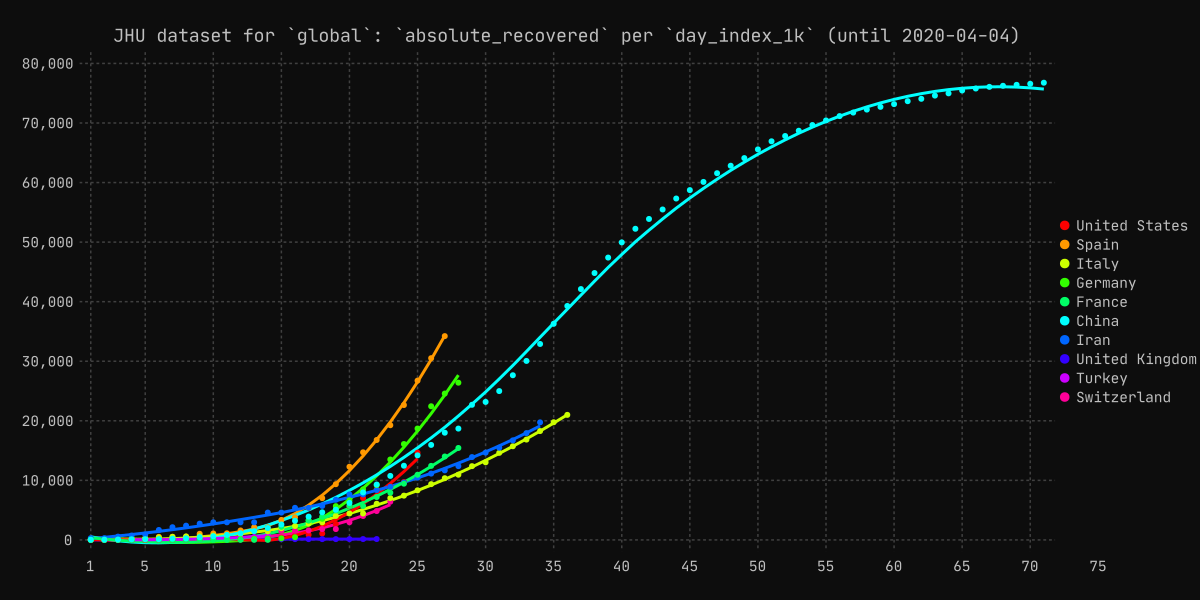 JHU dataset for `global`: `absolute_recovered` per `day_index_1k` (until 2020-04-04)
80,000
70,000
60,000
50,000
40,000
30,000
20,000
10,000
0
1 5 10 15 20 25 30 35 40 45 50 55 60 65 70 75
United States
Spain
Italy
Germany
France
China
Iran
United Kingdom
Turkey
Switzerland